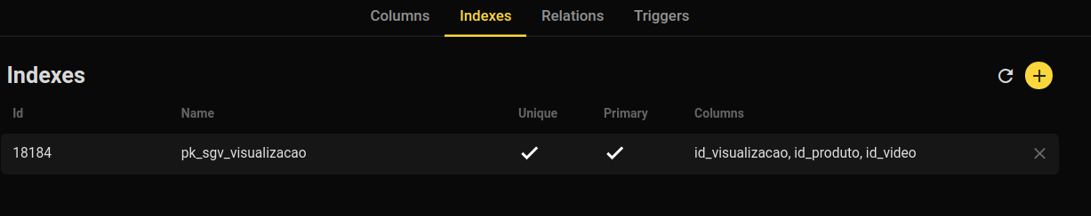 Columns Indexes Relations Triggers
Indexes
Id Name Unique Primary Columns
18184 pk_sgv_visualizacao id_visualizacao, id_produto, id_video